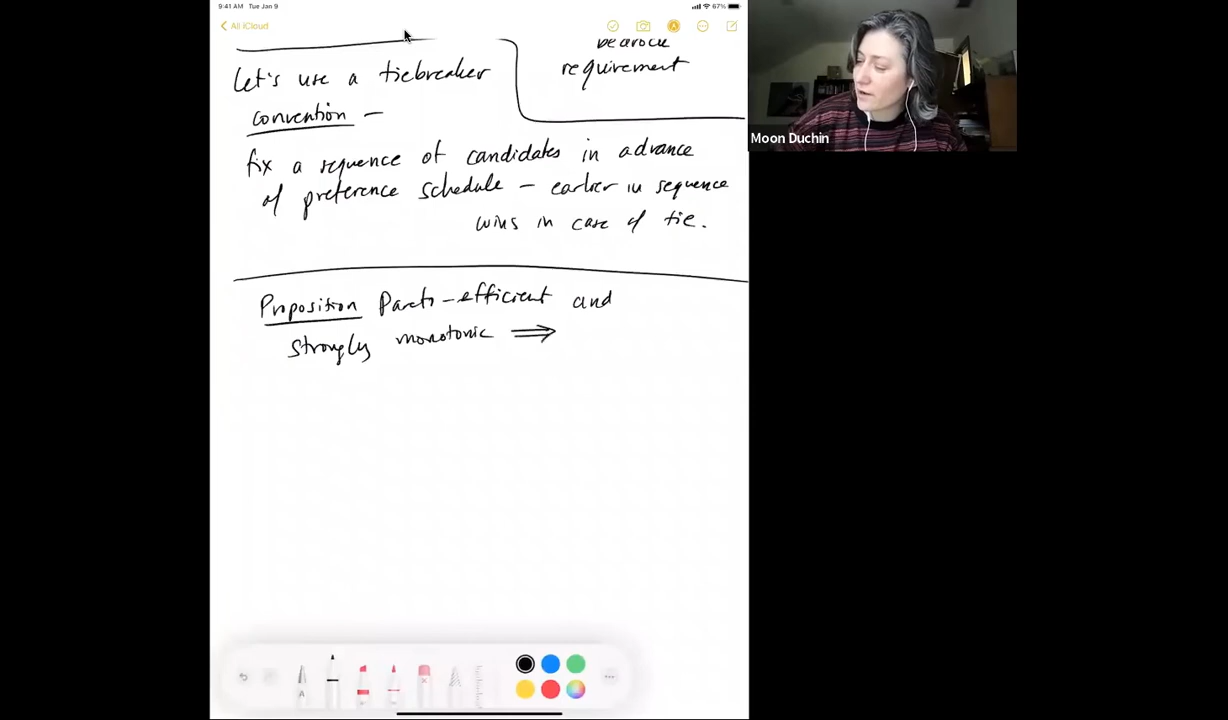 9:41 AM Tue Jan 9
67%
All iCloud
bedrock
requirement
Let's use a tiebreaker
convention —
fix a sequence of candidates in advance
of preference schedule — earlier in sequence
wins in case of tie.
Moon Duchin
Proposition Pareto-efficient and
strongly monotonic ⟹
A